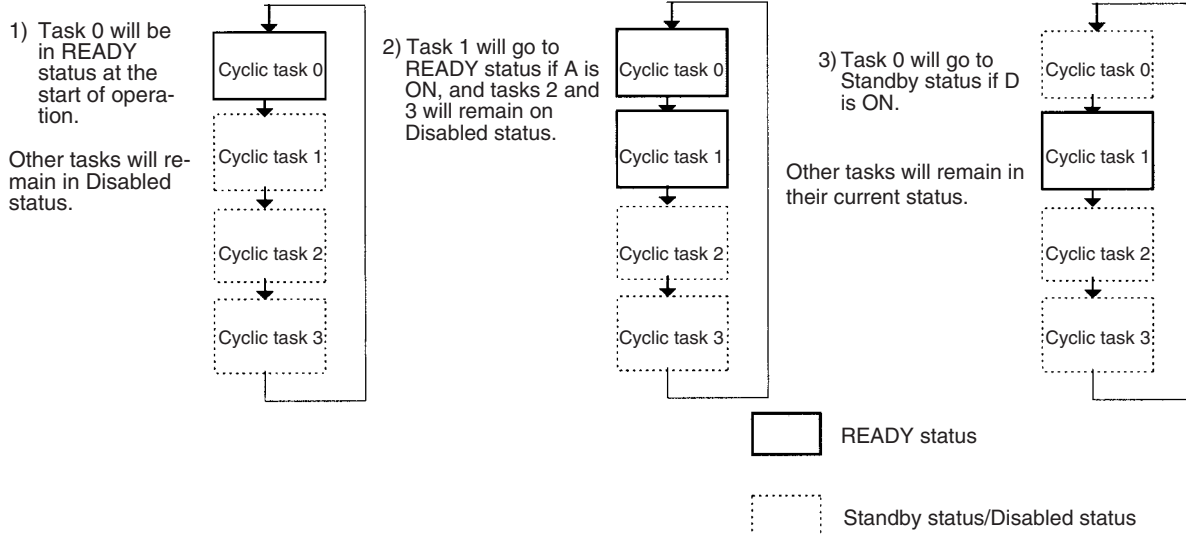 1) Task 0 will be
in READY
status at the
start of opera-
tion.
Other tasks will re-
main in Disabled
status.
Cyclic task 0
Cyclic task 1
Cyclic task 2
Cyclic task 3
2) Task 1 will go to
READY status if A is
ON, and tasks 2 and
3 will remain on
Disabled status.
Cyclic task 0
Cyclic task 1
Cyclic task 2
Cyclic task 3
3) Task 0 will go to
Standby status if D
is ON.
Other tasks will remain in
their current status.
Cyclic task 0
Cyclic task 1
Cyclic task 2
Cyclic task 3
READY status
Standby status/Disabled status